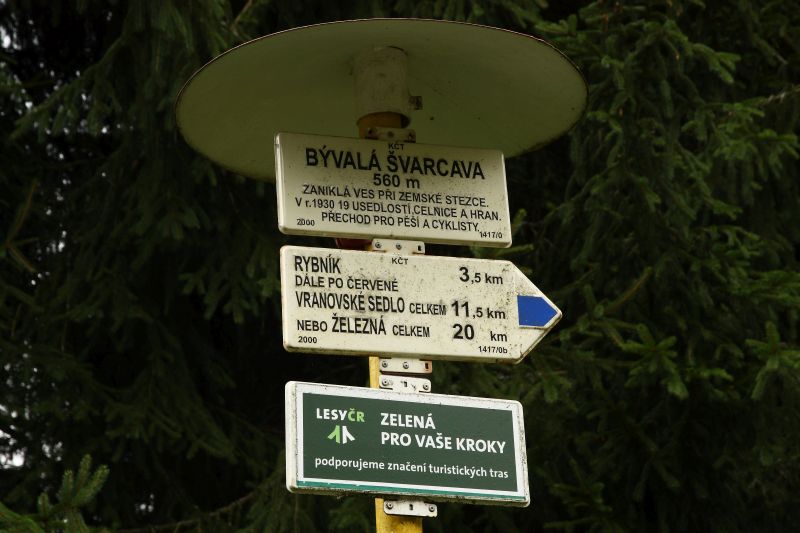 KČT
BÝVALÁ ŠVARCAVA
560 m
ZANIKLÁ VES PŘI ZEMSKÉ STEZCE.
V r.1930 19 USEDLOSTÍ,CELNICE A HRAN.
PŘECHOD PRO PĚŠÍ A CYKLISTY.
2000 1417/0
KČT
RYBNÍK 3,5 km
DÁLE PO ČERVENÉ
VRANOVSKÉ SEDLO CELKEM 11,5 km
NEBO ŽELEZNÁ CELKEM 20 km
2000 1417/0b
LESYČR
ZELENÁ
PRO VAŠE KROKY
podporujeme značení turistických tras